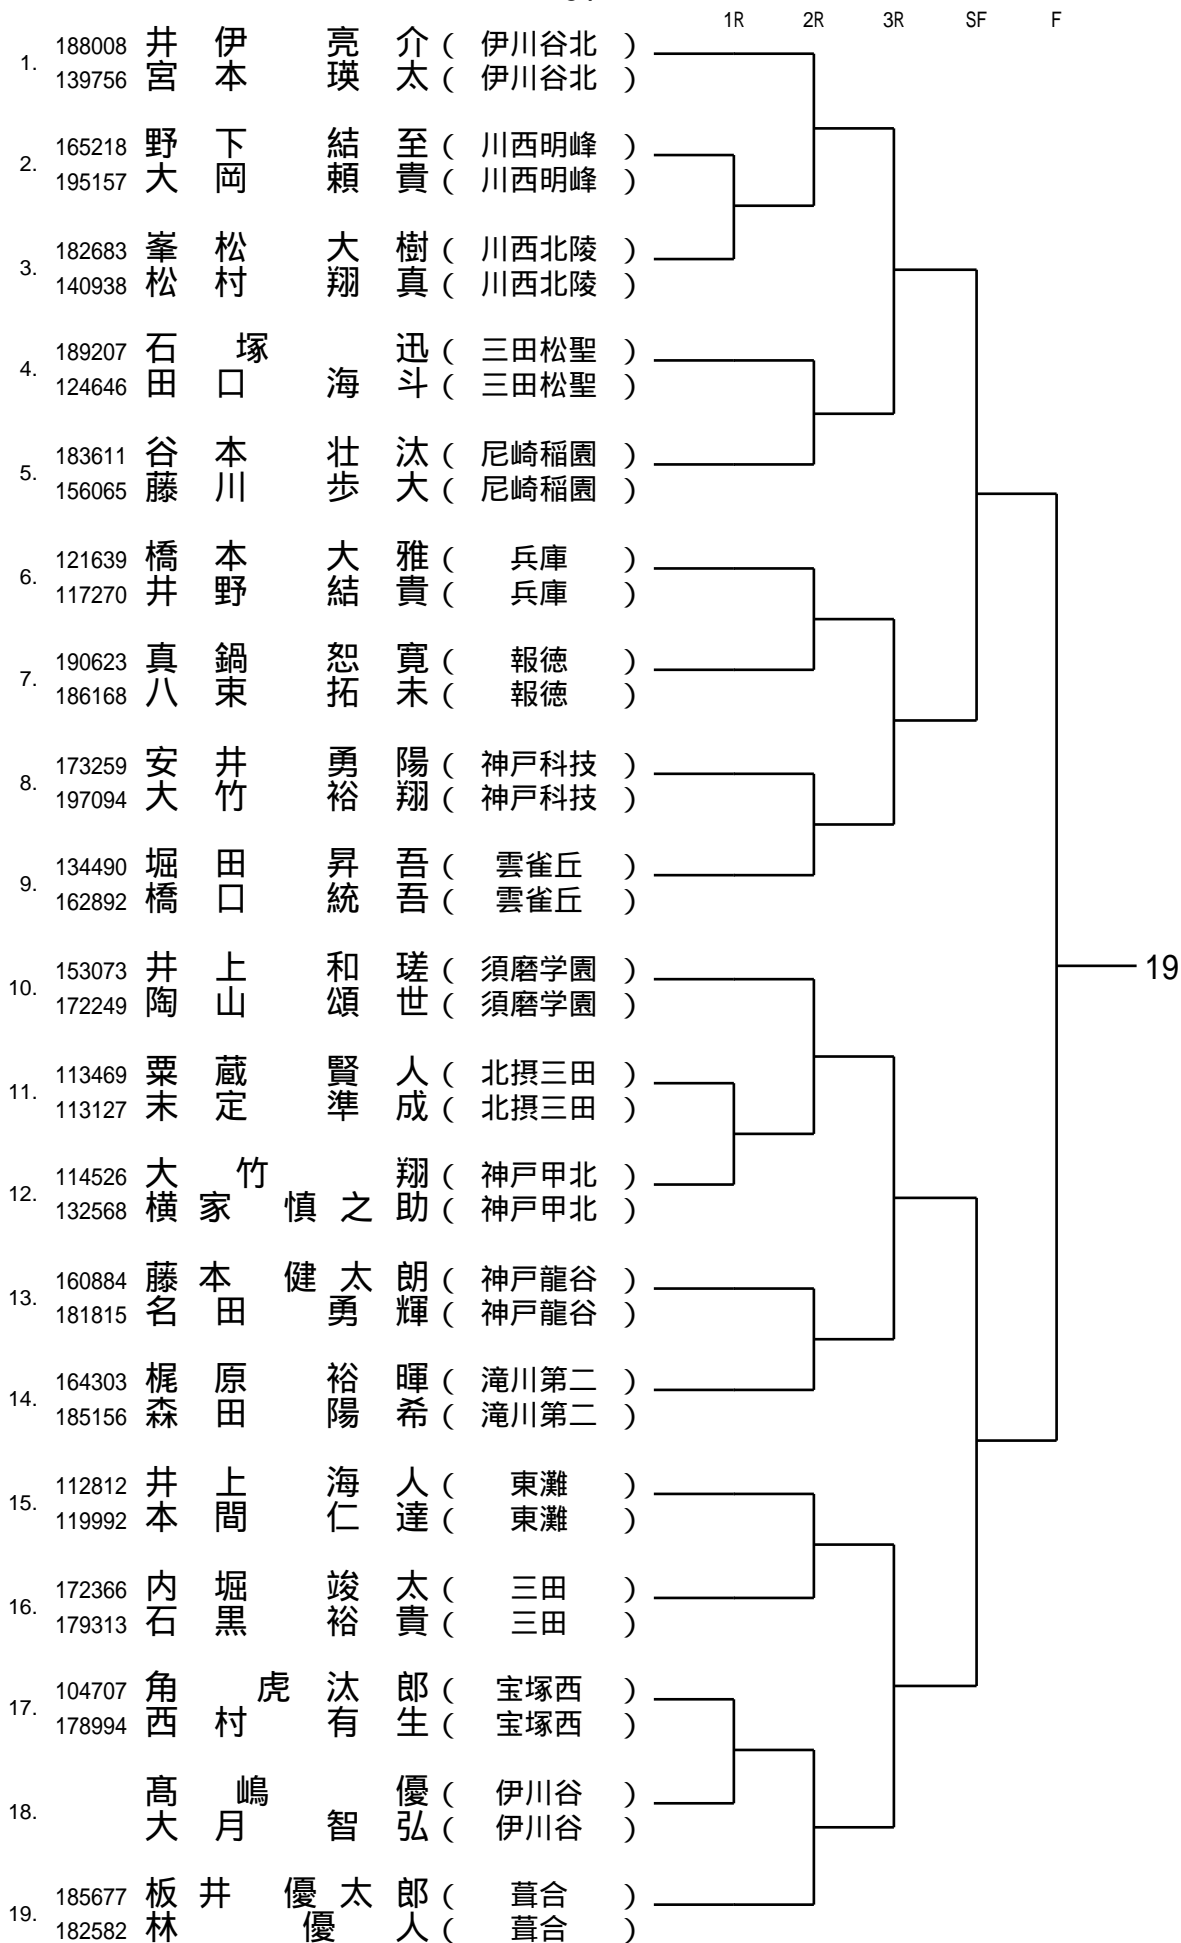 1R 2R 3R SF F
1. 188008 井伊 亮介 ( 伊川谷北 )
139756 宮本 瑛太 ( 伊川谷北 )
2. 165218 野下 結至 ( 川西明峰 )
195157 大岡 頼貴 ( 川西明峰 )
3. 182683 峯松 大樹 ( 川西北陵 )
140938 松村 翔真 ( 川西北陵 )
4. 189207 石塚 迅 ( 三田松聖 )
124646 田口 海斗 ( 三田松聖 )
5. 183611 谷本 壮汰 ( 尼崎稲園 )
156065 藤川 歩大 ( 尼崎稲園 )
6. 121639 橋本 大雅 ( 兵庫 )
117270 井野 結貴 ( 兵庫 )
7. 190623 真鍋 恕寛 ( 報徳 )
186168 八束 拓未 ( 報徳 )
8. 173259 安井 勇陽 ( 神戸科技 )
197094 大竹 裕翔 ( 神戸科技 )
9. 134490 堀田 昇吾 ( 雲雀丘 )
162892 橋口 統吾 ( 雲雀丘 )
10. 153073 井上 和瑳 ( 須磨学園 )
172249 陶山 頌世 ( 須磨学園 )
19
11. 113469 粟蔵 賢人 ( 北摂三田 )
113127 末定 準成 ( 北摂三田 )
12. 114526 大竹 翔 ( 神戸甲北 )
132568 横家 慎之助 ( 神戸甲北 )
13. 160884 藤本 健太朗 ( 神戸龍谷 )
181815 名田 勇輝 ( 神戸龍谷 )
14. 164303 梶原 裕暉 ( 滝川第二 )
185156 森田 陽希 ( 滝川第二 )
15. 112812 井上 海人 ( 東灘 )
119992 本間 仁達 ( 東灘 )
16. 172366 内堀 竣太 ( 三田 )
179313 石黒 裕貴 ( 三田 )
17. 104707 角 虎汰郎 ( 宝塚西 )
178994 西村 有生 ( 宝塚西 )
18. 髙嶋 優 ( 伊川谷 )
大月 智弘 ( 伊川谷 )
19. 185677 板井 優太郎 ( 葺合 )
182582 林 優人 ( 葺合 )